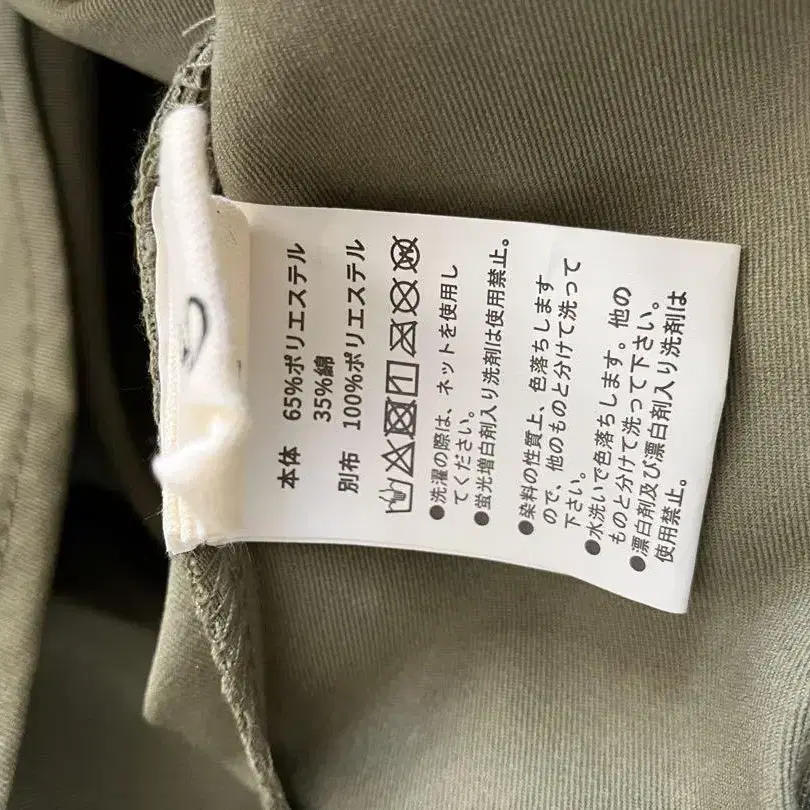 本体 65%ポリエステル
35%綿
別布 100%ポリエステル
●洗濯の際は、ネットを使用し
てください。
●蛍光増白剤入り洗剤は使用禁止。
●染料の性質上、色落ちします
ので、他のものと分けて洗って
下さい。
●水洗いで色落ちします。他の
ものと分けて洗って下さい。
●漂白剤及び漂白剤入り洗剤は
使用禁止。